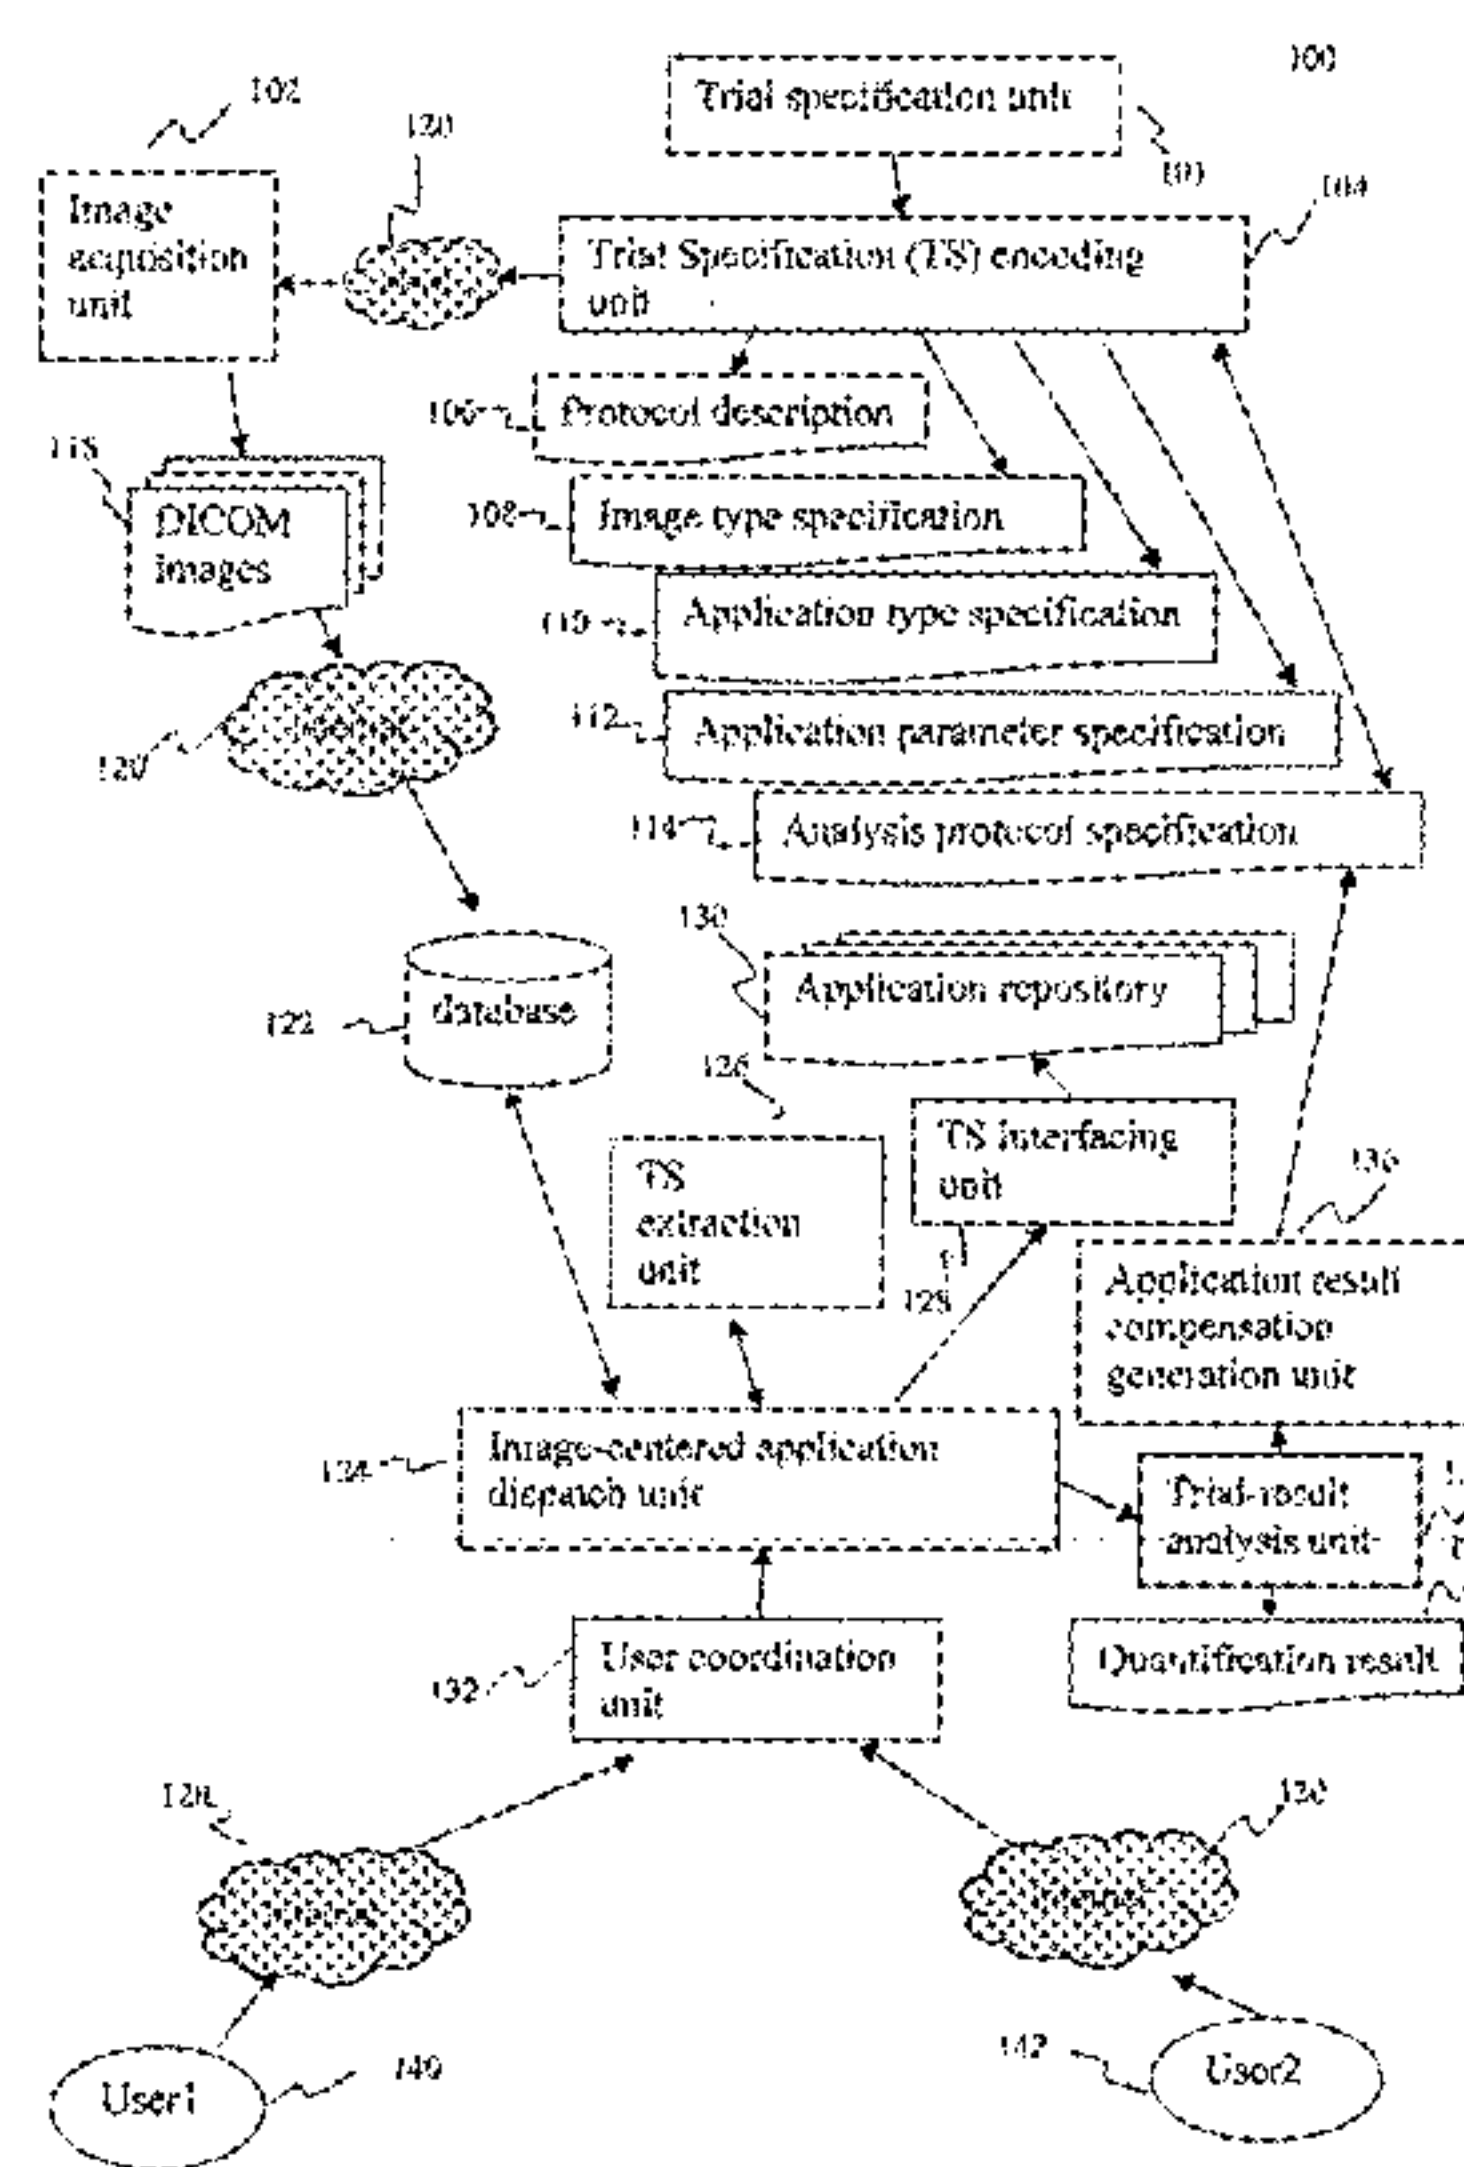 100
Trial specification unit
102
120
104
Image
acquisition
unit
Trial Specification (TS) encoding
unit
106
Protocol description
118
DICOM
images
108
Image type specification
110
Application type specification
112
Application parameter specification
120
114
Analysis protocol specification
130
Application repository
122
database
126
TS
extraction
unit
TS interfacing
unit
128
136
Application result
compensation
generation unit
124
Image-centered application
dispatch unit
Trial-result
analysis unit
132
User coordination
unit
Quantification result
120
User1
140
142
User2